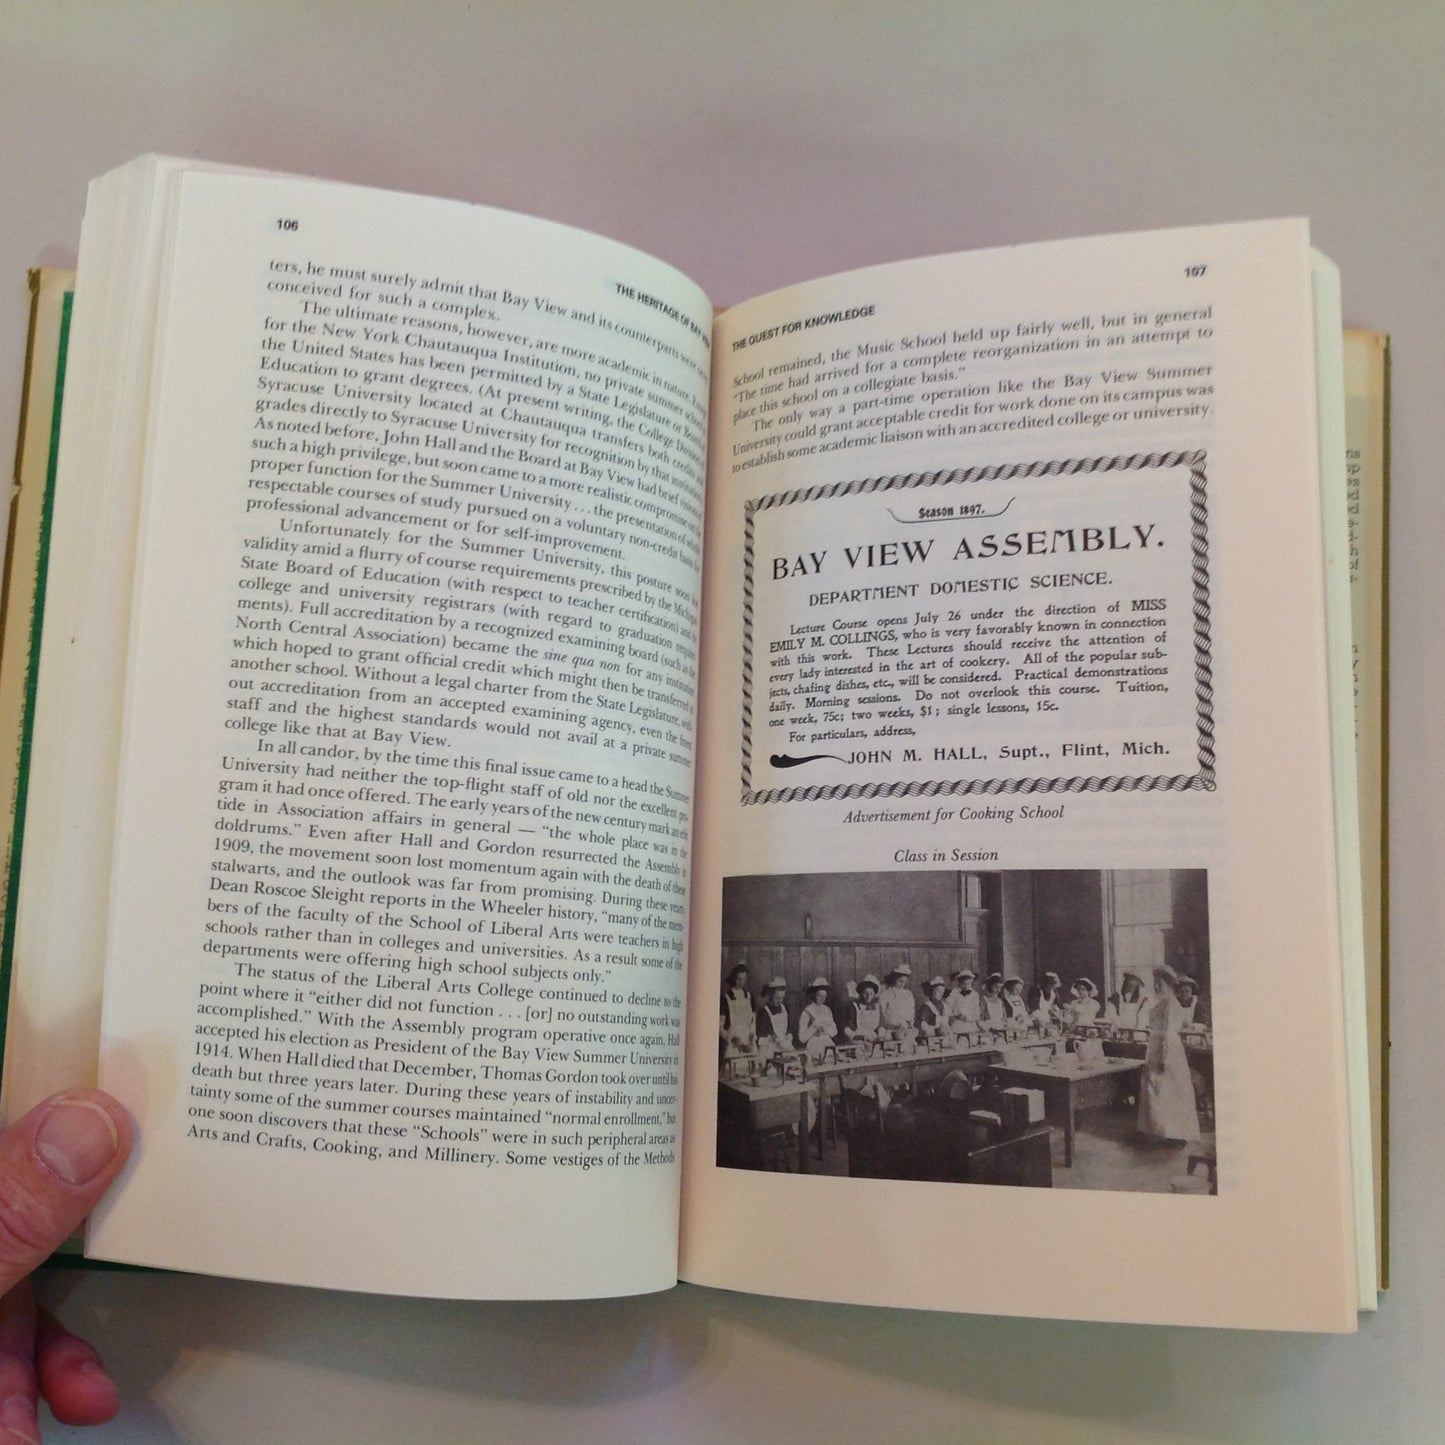 106
THE HERITAGE OF BAY
ters, he must surely admit that Bay View and its counterparts were
conceived for such a complex.
The ultimate reasons, however, are more academic in nature.
for the New York Chautauqua Institution, no private summer school in
the United States has been permitted by a State Legislature or Board of
Education to grant degrees. (At present writing, the College Division of
Syracuse University located at Chautauqua transfers both credits and
grades directly to Syracuse University for recognition by that institution.
As noted before, John Hall and the Board at Bay View had brief visions of
such a high privilege, but soon came to a more realistic compromise on the
proper function for the Summer University . . . the presentation of
respectable courses of study pursued on a voluntary non-credit basis for
professional advancement or for self-improvement.
Unfortunately for the Summer University, this posture soon
validity amid a flurry of course requirements prescribed by the Michigan
State Board of Education (with respect to teacher certification) and the
college and university registrars (with regard to graduation require-
ments). Full accreditation by a recognized examining board (such as the
North Central Association) became the sine qua non for any institution
which hoped to grant official credit which might then be transferred to
another school. Without a legal charter from the State Legislature, with-
out accreditation from an accepted examining agency, even the finest
staff and the highest standards would not avail at a private summer
college like that at Bay View.
In all candor, by the time this final issue came to a head the Summer
University had neither the top-flight staff of old nor the excellent pro-
gram it had once offered. The early years of the new century mark an ebb
tide in Association affairs in general — “the whole place was in the
doldrums.” Even after Hall and Gordon resurrected the Assembly in
1909, the movement soon lost momentum again with the death of these
stalwarts, and the outlook was far from promising. During these years
Dean Roscoe Sleight reports in the Wheeler history, “many of the mem-
bers of the faculty of the School of Liberal Arts were teachers in high
schools rather than in colleges and universities. As a result some of the
departments were offering high school subjects only.”
The status of the Liberal Arts College continued to decline to the
point where it “either did not function . . . [or] no outstanding work was
accomplished.” With the Assembly program operative once again, Hall
accepted his election as President of the Bay View Summer University in
1914. When Hall died that December, Thomas Gordon took over until his
death but three years later. During these years of instability and uncer-
tainty some of the summer courses maintained “normal enrollment,” but
one soon discovers that these “Schools” were in such peripheral areas as
Arts and Crafts, Cooking, and Millinery. Some vestiges of the Methods
THE QUEST FOR KNOWLEDGE
107
School remained, the Music School held up fairly well, but in general
“The time had arrived for a complete reorganization in an attempt to
place this school on a collegiate basis.”
The only way a part-time operation like the Bay View Summer
University could grant acceptable credit for work done on its campus was
to establish some academic liaison with an accredited college or university.
Season 1897.
BAY VIEW ASSEMBLY.
DEPARTMENT DOMESTIC SCIENCE.
Lecture Course opens July 26 under the direction of MISS
EMILY M. COLLINGS, who is very favorably known in connection
with this work. These Lectures should receive the attention of
every lady interested in the art of cookery. All of the popular sub-
jects, chafing dishes, etc., will be considered. Practical demonstrations
daily. Morning sessions. Do not overlook this course. Tuition,
one week, 75c; two weeks, $1; single lessons, 15c.
For particulars, address,
JOHN M. HALL, Supt., Flint, Mich.
Advertisement for Cooking School
Class in Session